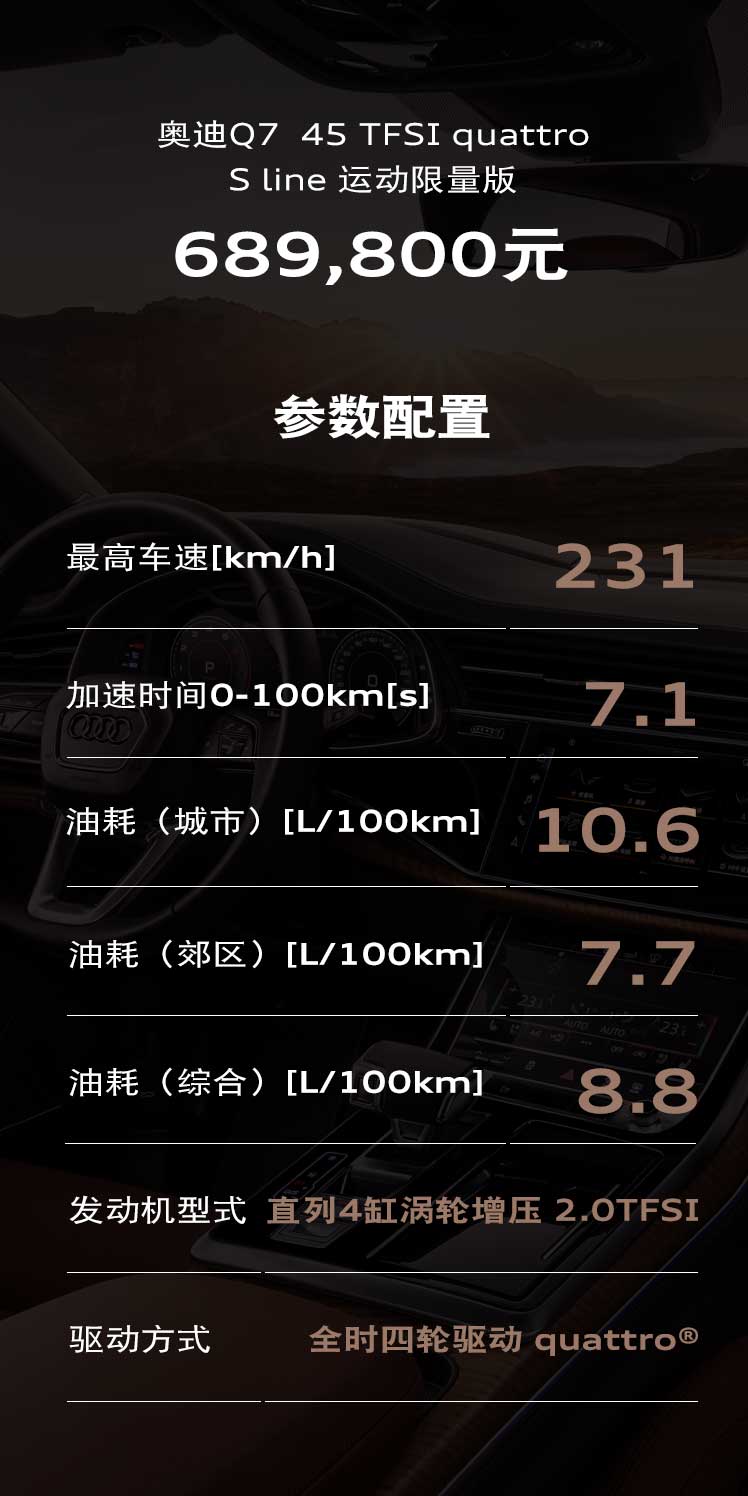 奥迪Q7 45 TFSI quattro
S line 运动限量版
689,800元
参数配置
最高车速[km/h] 231
加速时间0-100km[s] 7.1
油耗（城市）[L/100km] 10.6
油耗（郊区）[L/100km] 7.7
油耗（综合）[L/100km] 8.8
发动机型式 直列4缸涡轮增压 2.0TFSI
驱动方式 全时四轮驱动 quattro®